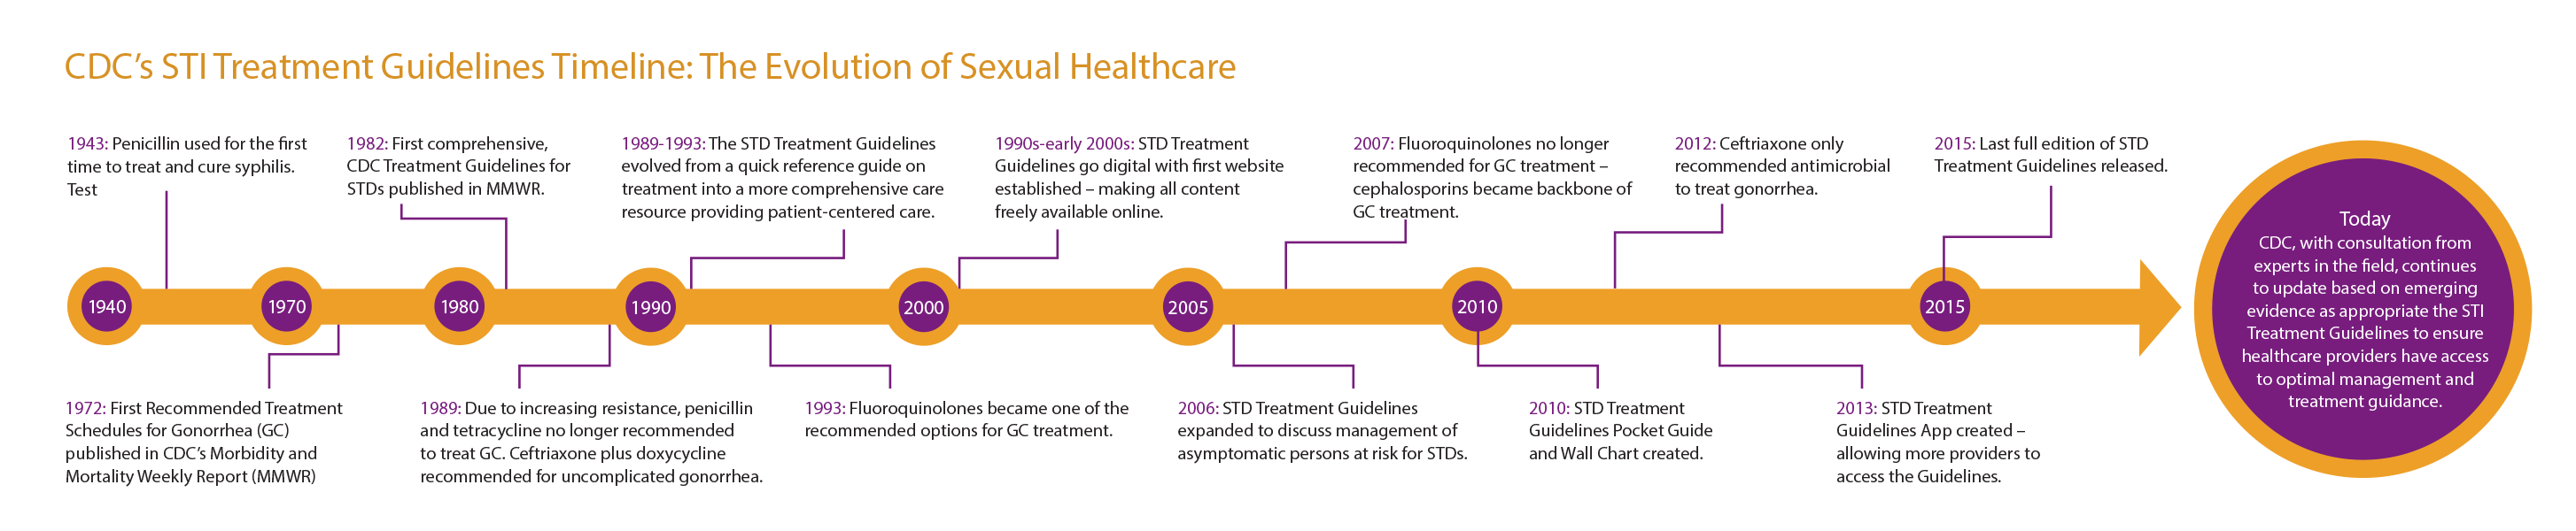 CDC's STI Treatment Guidelines Timeline: The Evolution of Sexual Healthcare
1943: Penicillin used for the first
time to treat and cure syphilis.
Test
1982: First comprehensive,
CDC Treatment Guidelines for
STDs published in MMWR.
1989-1993: The STD Treatment Guidelines
evolved from a quick reference guide on
treatment into a more comprehensive care
resource providing patient-centered care.
1990s-early 2000s: STD Treatment
Guidelines go digital with first website
established – making all content
freely available online.
2007: Fluoroquinolones no longer
recommended for GC treatment –
cephalosporins became backbone of
GC treatment.
2012: Ceftriaxone only
recommended antimicrobial
to treat gonorrhea.
2015: Last full edition of STD
Treatment Guidelines released.
1940
1970
1980
1990
2000
2005
2010
2015
1972: First Recommended Treatment
Schedules for Gonorrhea (GC)
published in CDC's Morbidity and
Mortality Weekly Report (MMWR)
1989: Due to increasing resistance, penicillin
and tetracycline no longer recommended
to treat GC. Ceftriaxone plus doxycycline
recommended for uncomplicated gonorrhea.
1993: Fluoroquinolones became one of the
recommended options for GC treatment.
2006: STD Treatment Guidelines
expanded to discuss management of
asymptomatic persons at risk for STDs.
2010: STD Treatment
Guidelines Pocket Guide
and Wall Chart created.
2013: STD Treatment
Guidelines App created –
allowing more providers to
access the Guidelines.
Today
CDC, with consultation from
experts in the field, continues
to update based on emerging
evidence as appropriate the STI
Treatment Guidelines to ensure
healthcare providers have access
to optimal management and
treatment guidance.